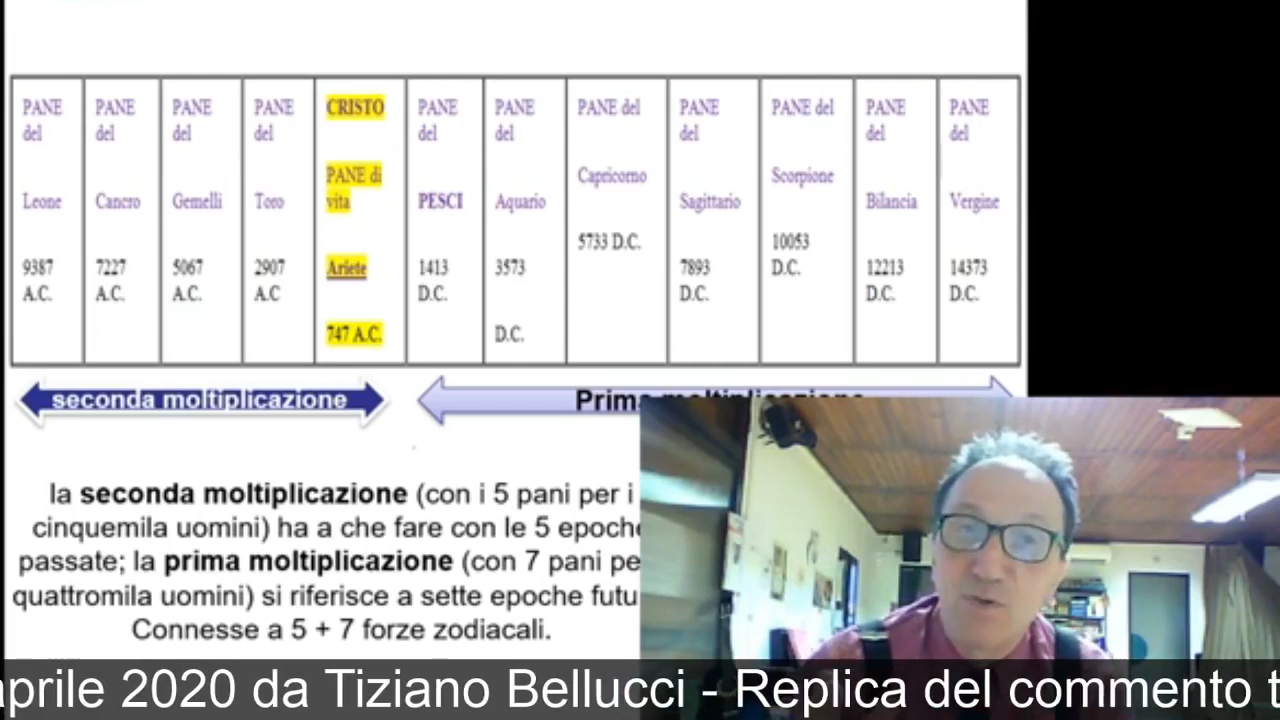 PANE del Leone 9387 A.C.
PANE del Cancro 7227 A.C.
PANE del Gemelli 5067 A.C.
PANE del Toro 2907 A.C
CRISTO PANE di vita Ariete 747 A.C.
PANE del PESCI 1413 D.C.
PANE del Aquario 3573 D.C.
PANE del Capricorno 5733 D.C.
PANE del Sagittario 7893 D.C.
PANE del Scorpione 10053 D.C.
PANE del Bilancia 12213 D.C.
PANE del Vergine 14373 D.C.
seconda moltiplicazione
la seconda moltiplicazione (con i 5 pani per i
cinquemila uomini) ha a che fare con le 5 epoche
passate; la prima moltiplicazione (con 7 pani pe
quattromila uomini) si riferisce a sette epoche futu
Connesse a 5 + 7 forze zodiacali.
aprile 2020 da Tiziano Bellucci - Replica del commento t